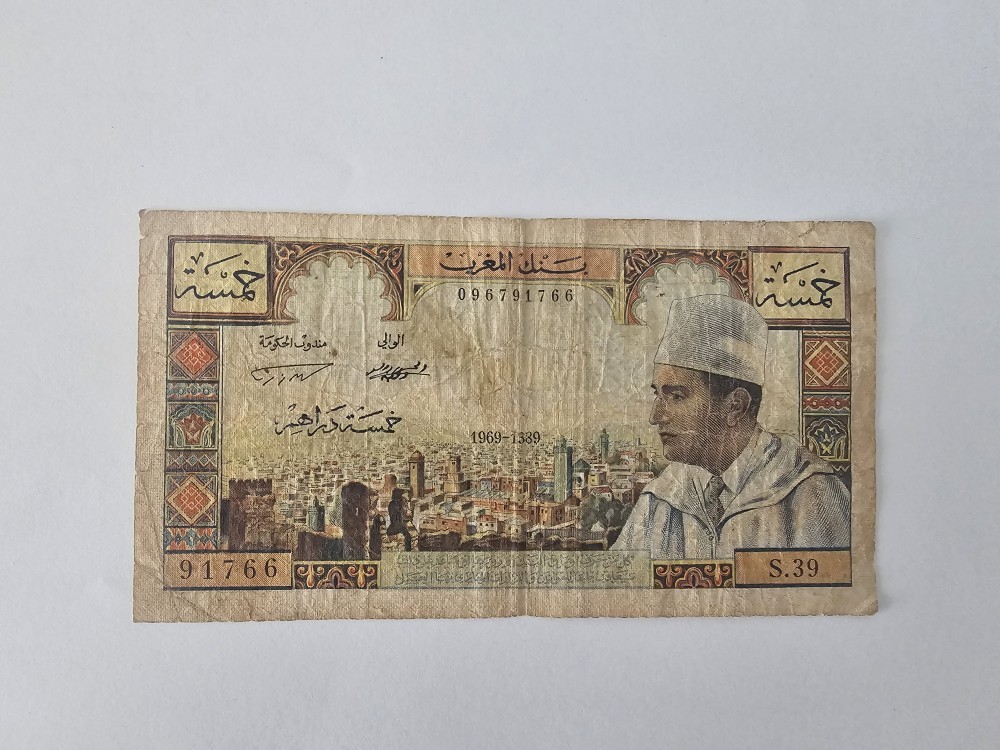 بنك المغرب
خمسة
خمسة
096791766
الوالي
مندوب الحكومة
خمسة دراهم
1969-1389
91766
S.39